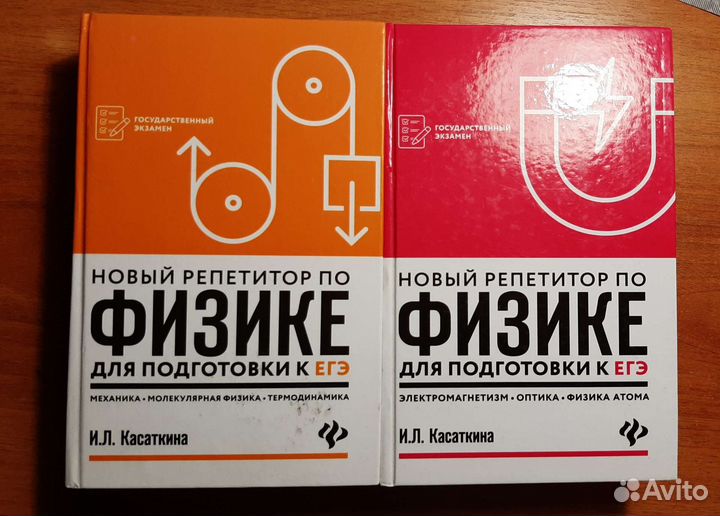 ГОСУДАРСТВЕННЫЙ
ЭКЗАМЕН
НОВЫЙ РЕПЕТИТОР ПО
ФИЗИКЕ
ДЛЯ ПОДГОТОВКИ К ЕГЭ
МЕХАНИКА • МОЛЕКУЛЯРНАЯ ФИЗИКА • ТЕРМОДИНАМИКА
И.Л. Касаткина
ГОСУДАРСТВЕННЫЙ
ЭКЗАМЕН
НОВЫЙ РЕПЕТИТОР ПО
ФИЗИКЕ
ДЛЯ ПОДГОТОВКИ К ЕГЭ
ЭЛЕКТРОМАГНЕТИЗМ • ОПТИКА • ФИЗИКА АТОМА
И.Л. Касаткина
Avito